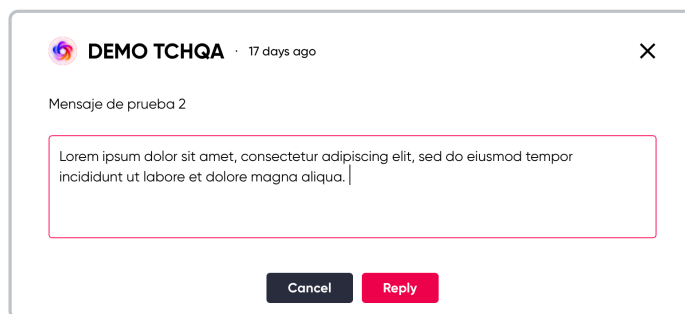 DEMO TCHQA · 17 days ago
Mensaje de prueba 2
Lorem ipsum dolor sit amet, consectetur adipiscing elit, sed do eiusmod tempor
incididunt ut labore et dolore magna aliqua.
Cancel Reply